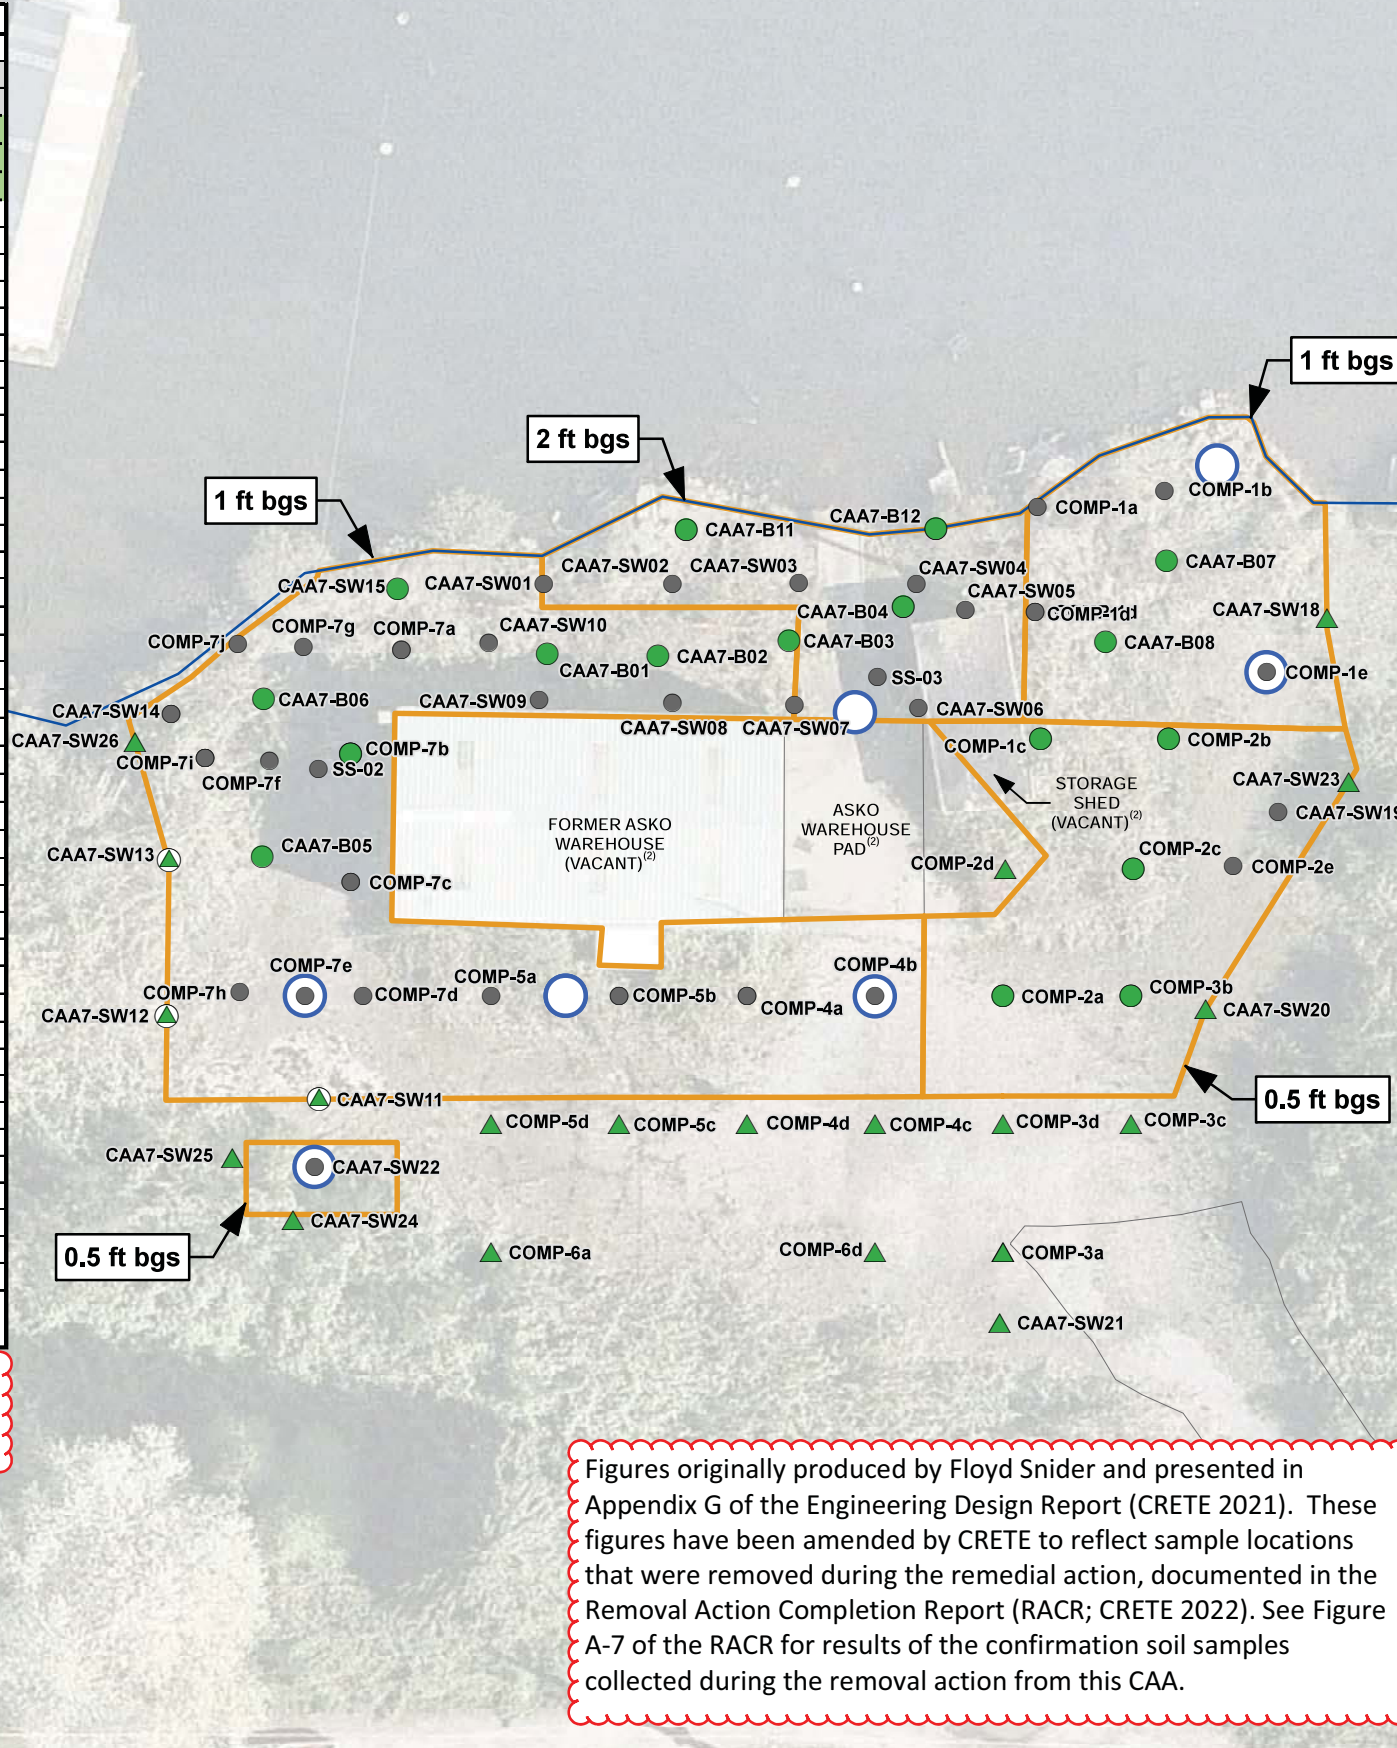 1 ft bgs
2 ft bgs
1 ft bgs
COMP-1b
COMP-1a
CAA7-B12
CAA7-B11
CAA7-B07
CAA7-SW02
CAA7-SW03
CAA7-SW04
CAA7-SW15
CAA7-SW01
CAA7-SW05
CAA7-B04
COMP-1d
CAA7-SW18
COMP-7j
COMP-7g
COMP-7a
CAA7-SW10
CAA7-B03
CAA7-B08
CAA7-B01
CAA7-B02
COMP-1e
SS-03
CAA7-B06
CAA7-SW09
CAA7-SW14
CAA7-SW06
CAA7-SW08
CAA7-SW07
CAA7-SW26
COMP-7b
COMP-1c
COMP-2b
COMP-7i
SS-02
COMP-7f
CAA7-SW23
STORAGE
SHED
(VACANT)(2)
CAA7-SW19
FORMER ASKO
WAREHOUSE
(VACANT)(2)
ASKO
WAREHOUSE
PAD(2)
CAA7-SW13
CAA7-B05
COMP-2c
COMP-2d
COMP-2e
COMP-7c
COMP-7e
COMP-5a
COMP-4b
COMP-7h
COMP-7d
COMP-5b
COMP-4a
COMP-2a
COMP-3b
CAA7-SW12
CAA7-SW20
CAA7-SW11
0.5 ft bgs
COMP-5d
COMP-5c
COMP-4d
COMP-4c
COMP-3d
COMP-3c
CAA7-SW25
CAA7-SW22
CAA7-SW24
0.5 ft bgs
COMP-6a
COMP-6d
COMP-3a
CAA7-SW21
Figures originally produced by Floyd Snider and presented in
Appendix G of the Engineering Design Report (CRETE 2021).  These
figures have been amended by CRETE to reflect sample locations
that were removed during the remedial action, documented in the
Removal Action Completion Report (RACR; CRETE 2022). See Figure
A-7 of the RACR for results of the confirmation soil samples
collected during the removal action from this CAA.